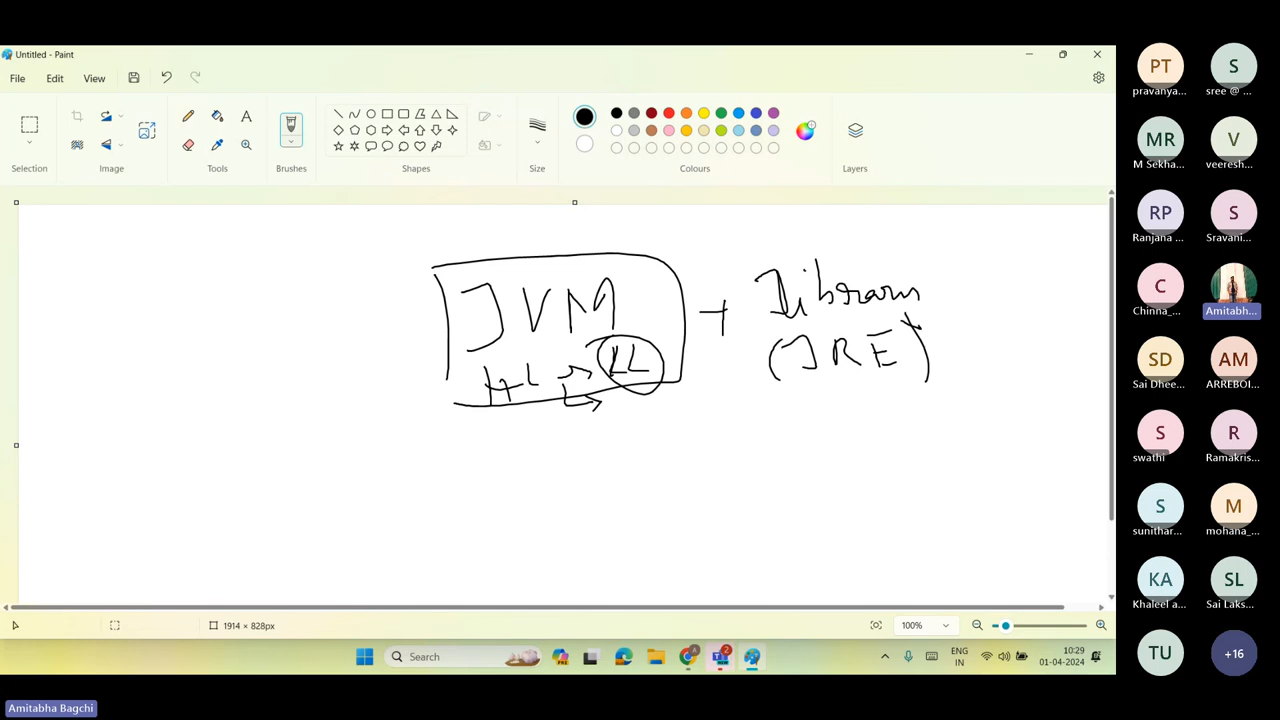 Untitled - Paint
File Edit View
Selection Image Tools Brushes Shapes Size Colours Layers
JVM + Library
HL → LL (JRE)
1914 × 828px
100%
Search
ENG
IN
10:29
01-04-2024
PT
pravanya...
S
sree @ ...
MR
M Sekha...
V
veeresh...
RP
Ranjana ...
S
Sravani...
C
Chinna_...
Amitabh...
SD
Sai Dhee...
AM
ARREBOI...
S
swathi
R
Ramakris...
S
sunithar...
M
mohana_...
KA
Khaleel a...
SL
Sai Laks...
TU
+16
Amitabha Bagchi